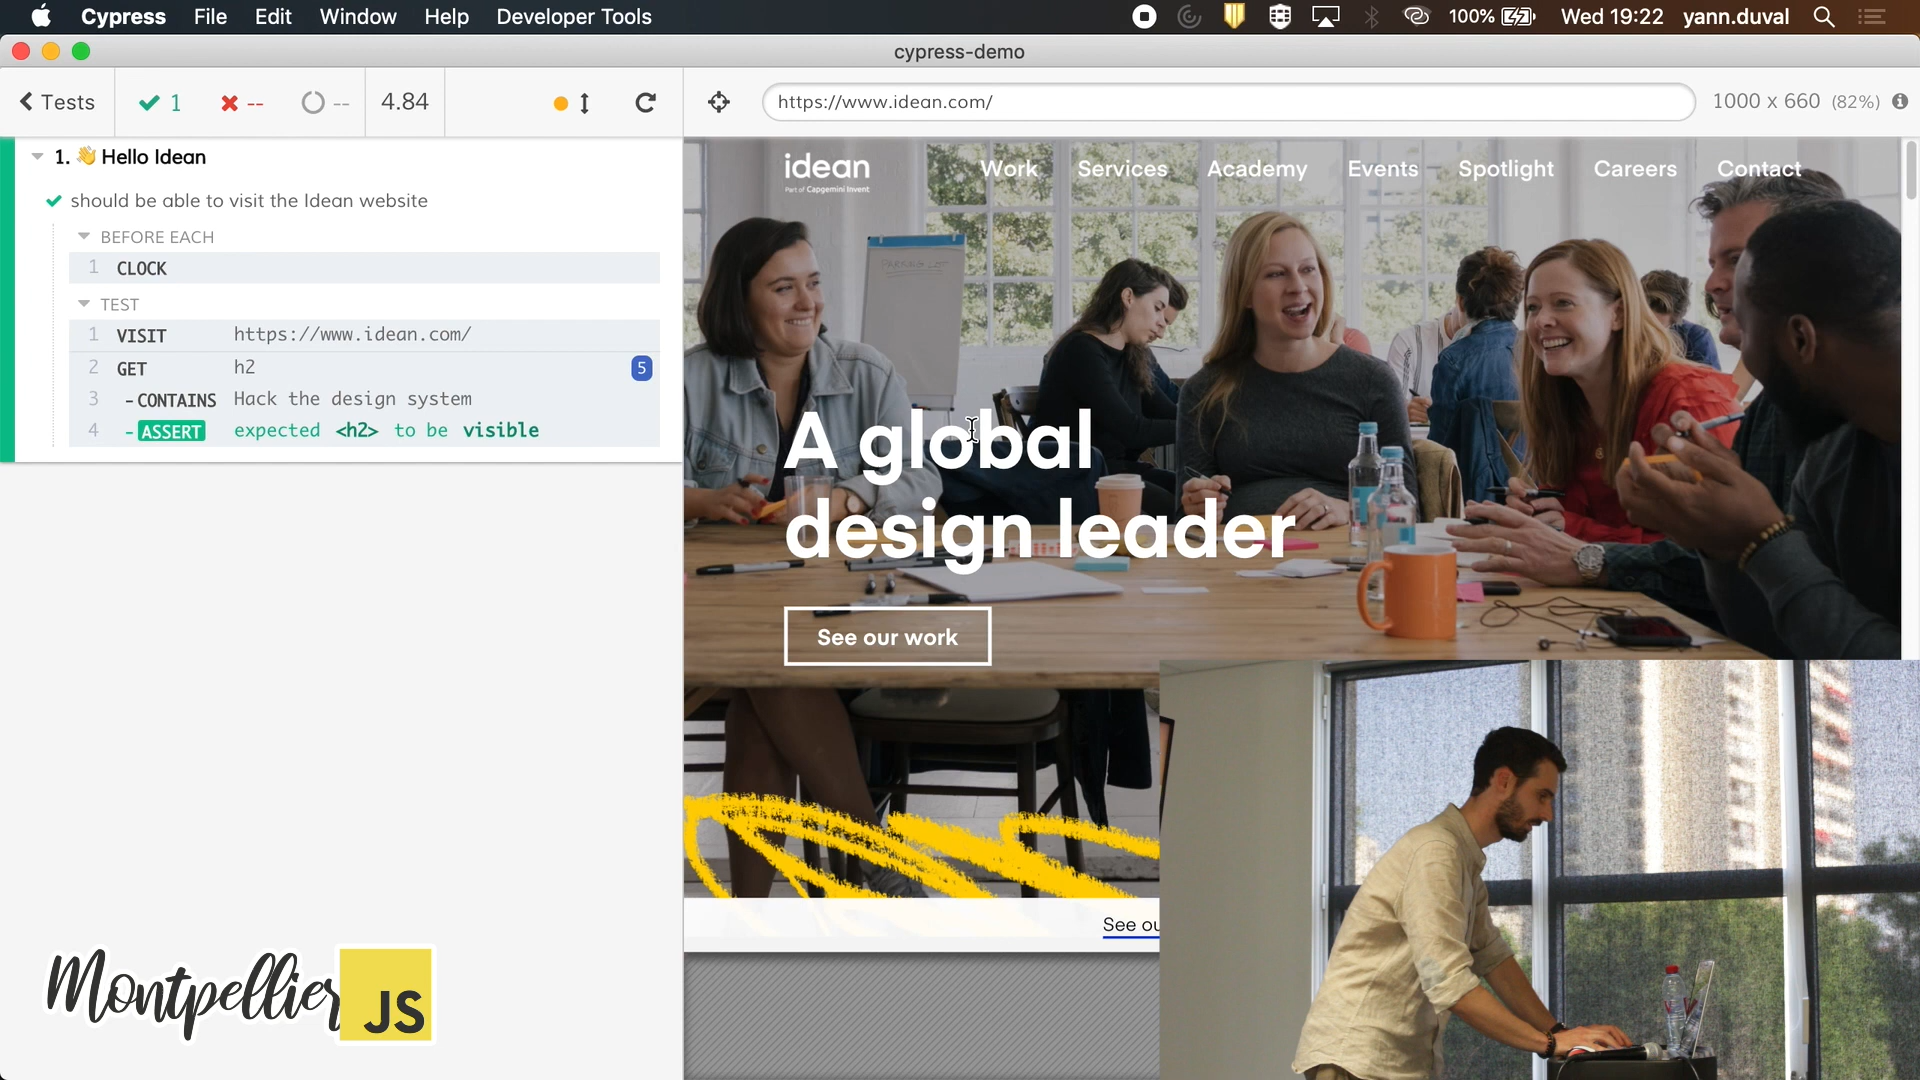 Cypress File Edit Window Help Developer Tools 100% Wed 19:22 yann.duval
cypress-demo
Tests 1 -- -- 4.84 https://www.idean.com/ 1000 x 660 (82%)
1. 👋 Hello Idean
should be able to visit the Idean website
BEFORE EACH
1 CLOCK
TEST
1 VISIT https://www.idean.com/
2 GET h2 5
3 - CONTAINS Hack the design system
4 - ASSERT expected <h2> to be visible
idean
Part of Capgemini Invent
Work Services Academy Events Spotlight Careers Contact
PARKING LOT
A global
design leader
See our work
See ou
Montpellier JS